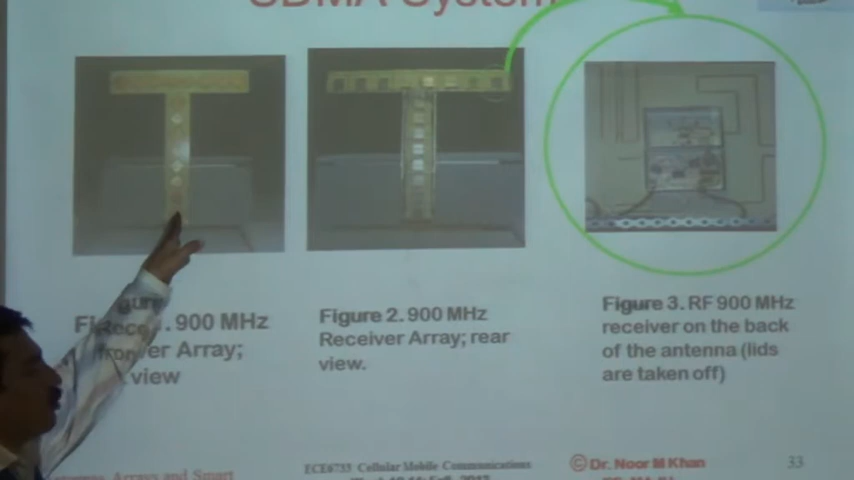 CDMA System
Figure 1. 900 MHz
Receiver Array;
front view
Figure 2. 900 MHz
Receiver Array; rear
view.
Figure 3. RF 900 MHz
receiver on the back
of the antenna (lids
are taken off)
Arrays and Smart
ECE6733 Cellular Mobile Communications
© Dr. Noor M Khan
33